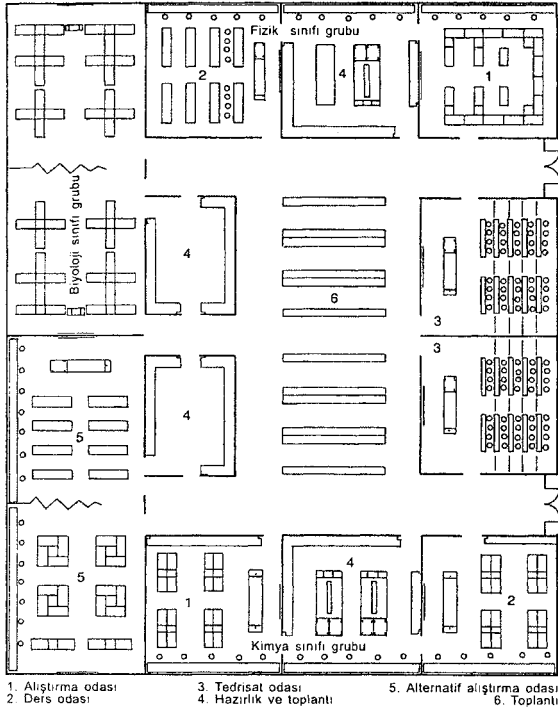 Fizik sınıfı grubu
2
4
1
Biyoloji sınıfı grubu
4
6
3
3
4
5
5
1
4
2
Kimya sınıfı grubu
1. Alıştırma odası
2. Ders odası
3. Tedrisat odası
4. Hazırlık ve toplantı
5. Alternatif alıştırma odası
6. Toplantı